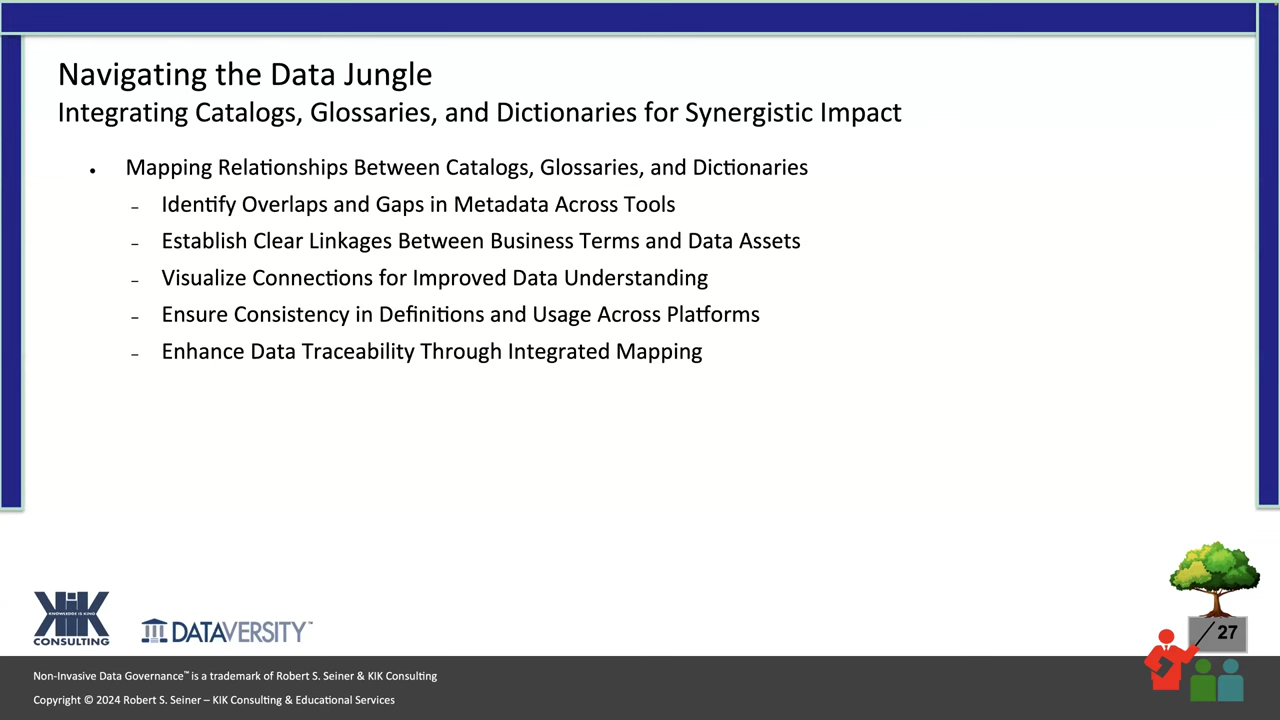 Navigating the Data Jungle
Integrating Catalogs, Glossaries, and Dictionaries for Synergistic Impact
• Mapping Relationships Between Catalogs, Glossaries, and Dictionaries
– Identify Overlaps and Gaps in Metadata Across Tools
– Establish Clear Linkages Between Business Terms and Data Assets
– Visualize Connections for Improved Data Understanding
– Ensure Consistency in Definitions and Usage Across Platforms
– Enhance Data Traceability Through Integrated Mapping
KIK
KNOWLEDGE IS KING
CONSULTING
DATAVERSITY™
27
Non-Invasive Data Governance™ is a trademark of Robert S. Seiner & KIK Consulting
Copyright © 2024 Robert S. Seiner – KIK Consulting & Educational Services